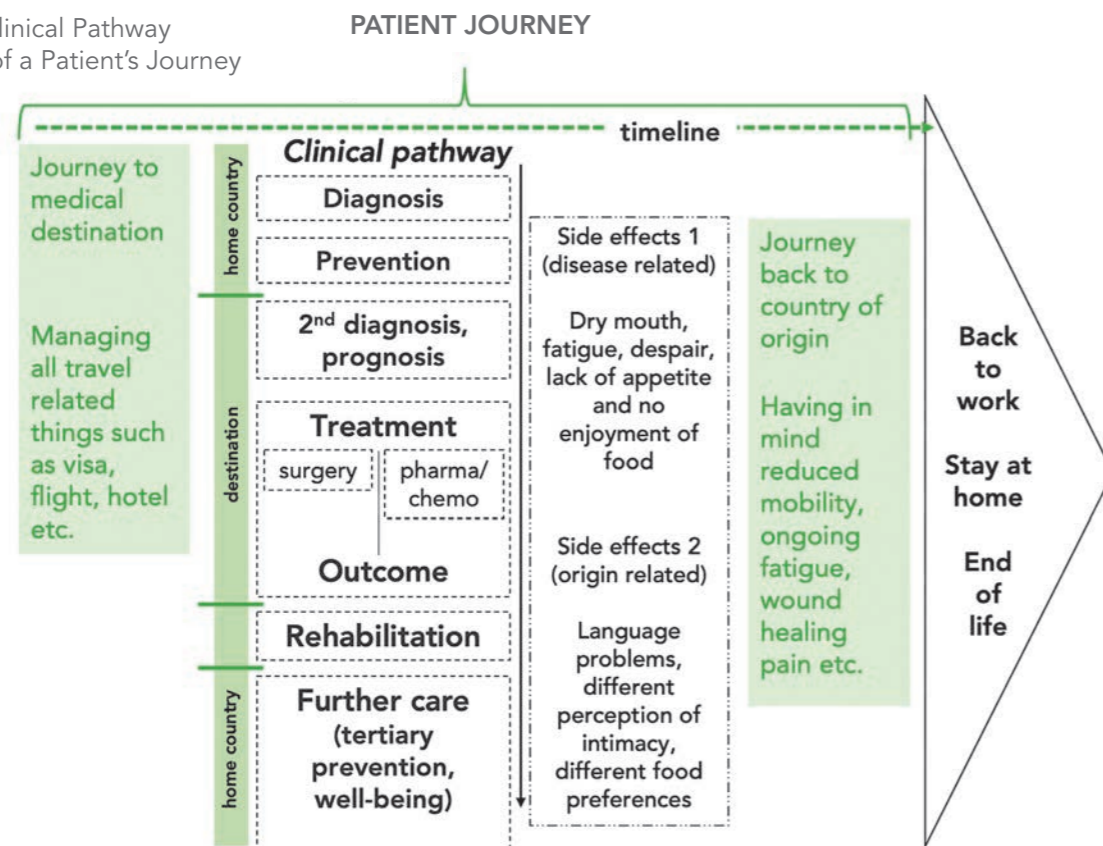 linical Pathway
of a Patient's Journey
PATIENT JOURNEY
timeline
Journey to
medical
destination
Managing
all travel
related
things such
as visa,
flight, hotel
etc.
home country
destination
home country
Clinical pathway
Diagnosis
Prevention
2nd diagnosis,
prognosis
Treatment
surgery
pharma/
chemo
Outcome
Rehabilitation
Further care
(tertiary
prevention,
well-being)
Side effects 1
(disease related)
Dry mouth,
fatigue, despair,
lack of appetite
and no
enjoyment of
food
Side effects 2
(origin related)
Language
problems,
different
perception of
intimacy,
different food
preferences
Journey
back to
country of
origin
Having in
mind
reduced
mobility,
ongoing
fatigue,
wound
healing
pain etc.
Back
to
work
Stay at
home
End
of
life